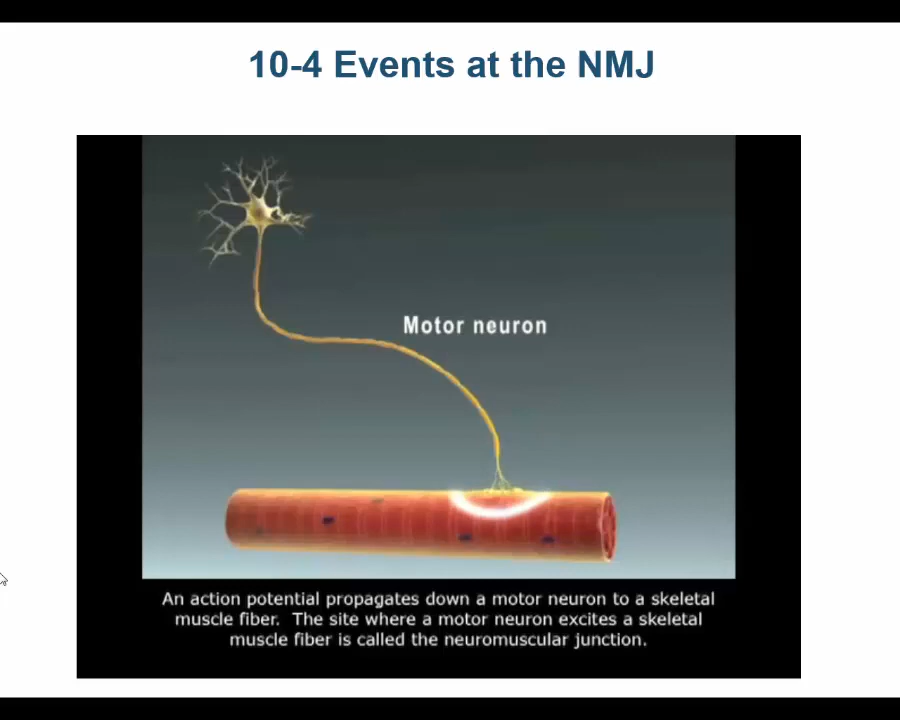 10-4 Events at the NMJ
Motor neuron
An action potential propagates down a motor neuron to a skeletal
muscle fiber.  The site where a motor neuron excites a skeletal
muscle fiber is called the neuromuscular junction.